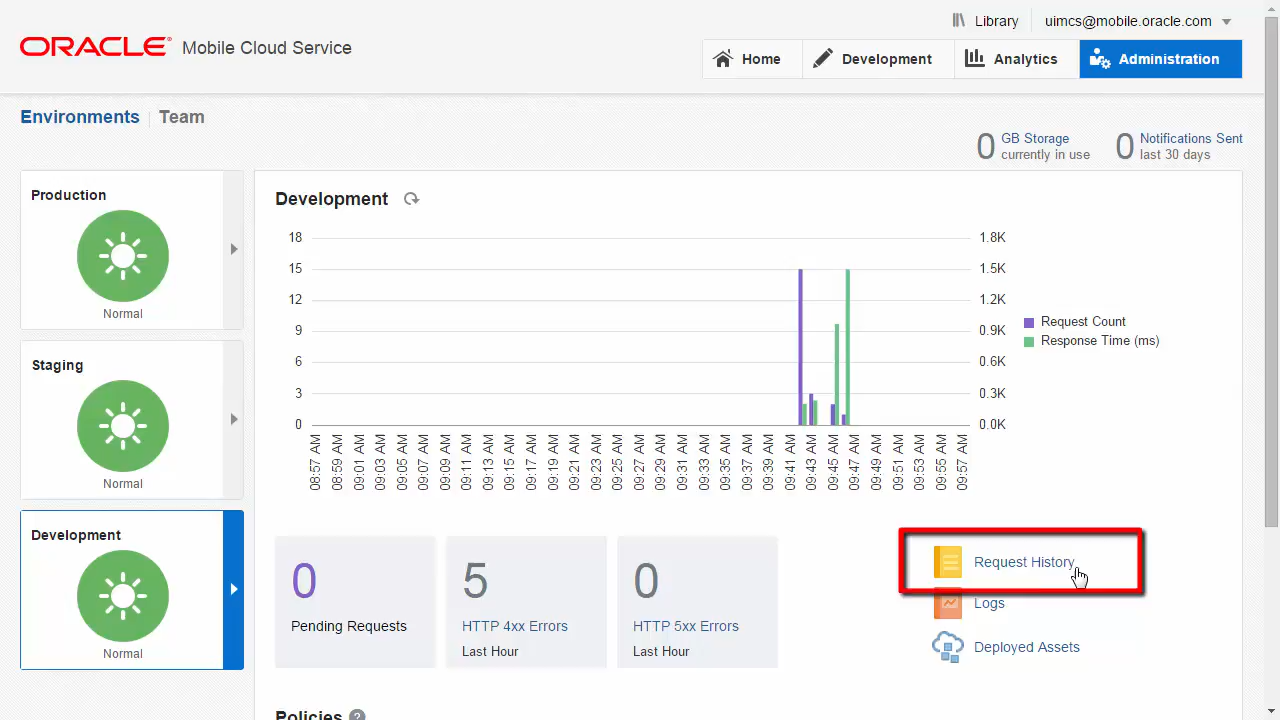 Library
uimcs@mobile.oracle.com
ORACLE Mobile Cloud Service
Home
Development
Analytics
Administration
Environments
Team
0 GB Storage
currently in use
0 Notifications Sent
last 30 days
Production
Normal
Staging
Normal
Development
Normal
Development
18
15
12
9
6
3
0
1.8K
1.5K
1.2K
0.9K
0.6K
0.3K
0.0K
08:57 AM
08:59 AM
09:01 AM
09:03 AM
09:05 AM
09:07 AM
09:09 AM
09:11 AM
09:13 AM
09:15 AM
09:17 AM
09:19 AM
09:21 AM
09:23 AM
09:25 AM
09:27 AM
09:29 AM
09:31 AM
09:33 AM
09:35 AM
09:37 AM
09:39 AM
09:41 AM
09:43 AM
09:45 AM
09:47 AM
09:49 AM
09:51 AM
09:53 AM
09:55 AM
09:57 AM
Request Count
Response Time (ms)
0
Pending Requests
5
HTTP 4xx Errors
Last Hour
0
HTTP 5xx Errors
Last Hour
Request History
Logs
Deployed Assets
Policies ?